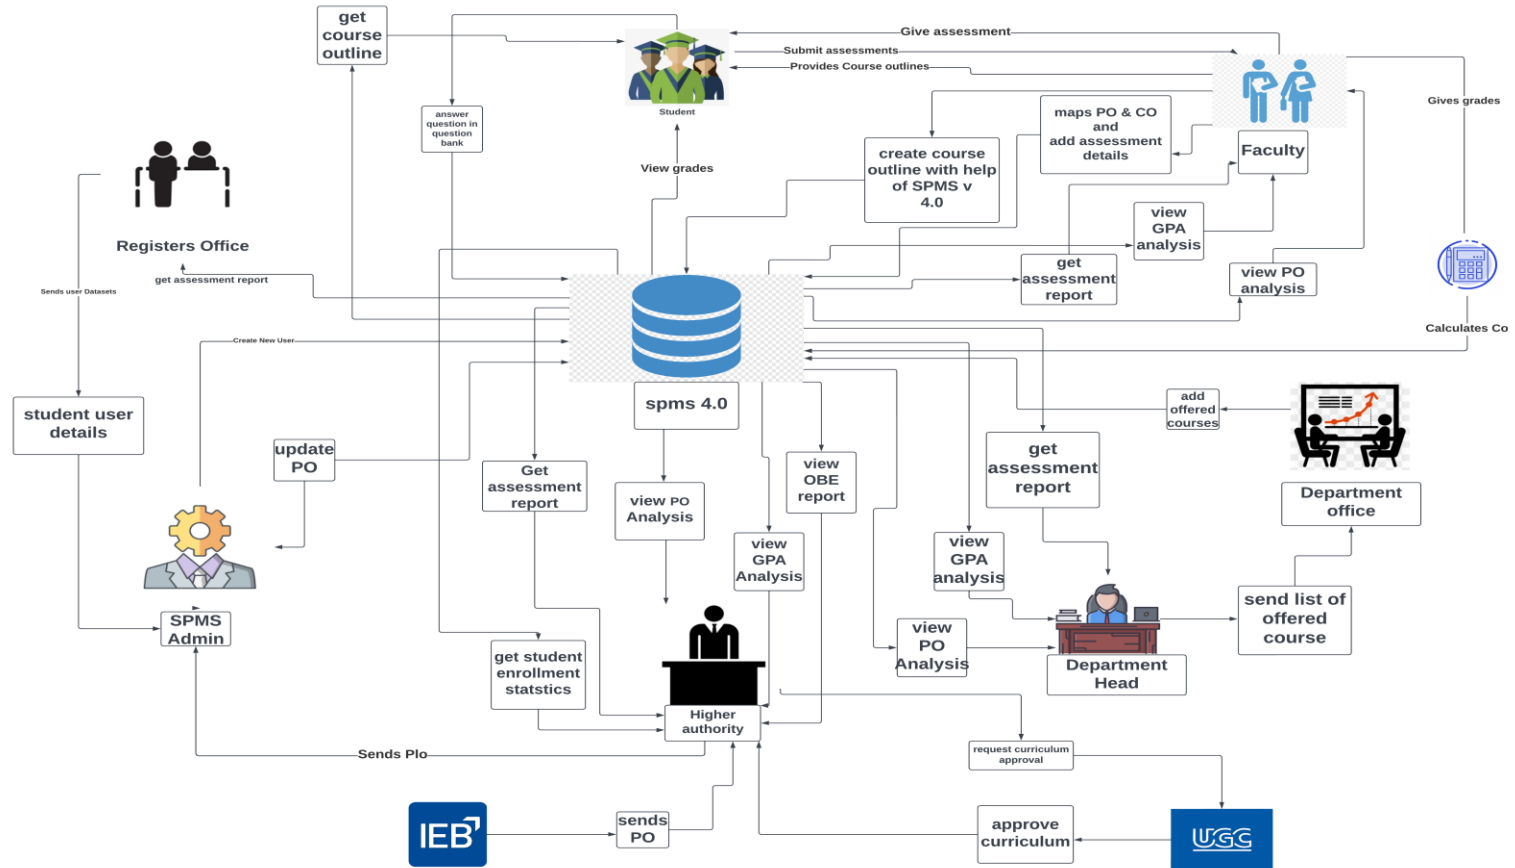 get
course
outline
Give assessment
Submit assessments
Provides Course outlines
Student
answer
question in
question
bank
View grades
create course
outline with help
of SPMS v
4.0
maps PO & CO
and
add assessment
details
Faculty
Gives grades
view
GPA
analysis
get
assessment
report
view PO
analysis
Calculates Co
Registers Office
get assessment report
Sends user Datasets
Create New User
student user
details
update
PO
SPMS
Admin
spms 4.0
Get
assessment
report
view PO
Analysis
view
OBE
report
view
GPA
Analysis
get
assessment
report
view
GPA
analysis
add
offered
courses
Department
office
send list of
offered
course
view
PO
Analysis
Department
Head
get student
enrollment
statstics
Higher
authority
Sends Plo
request curriculum
approval
IEB
sends
PO
approve
curriculum
UGC